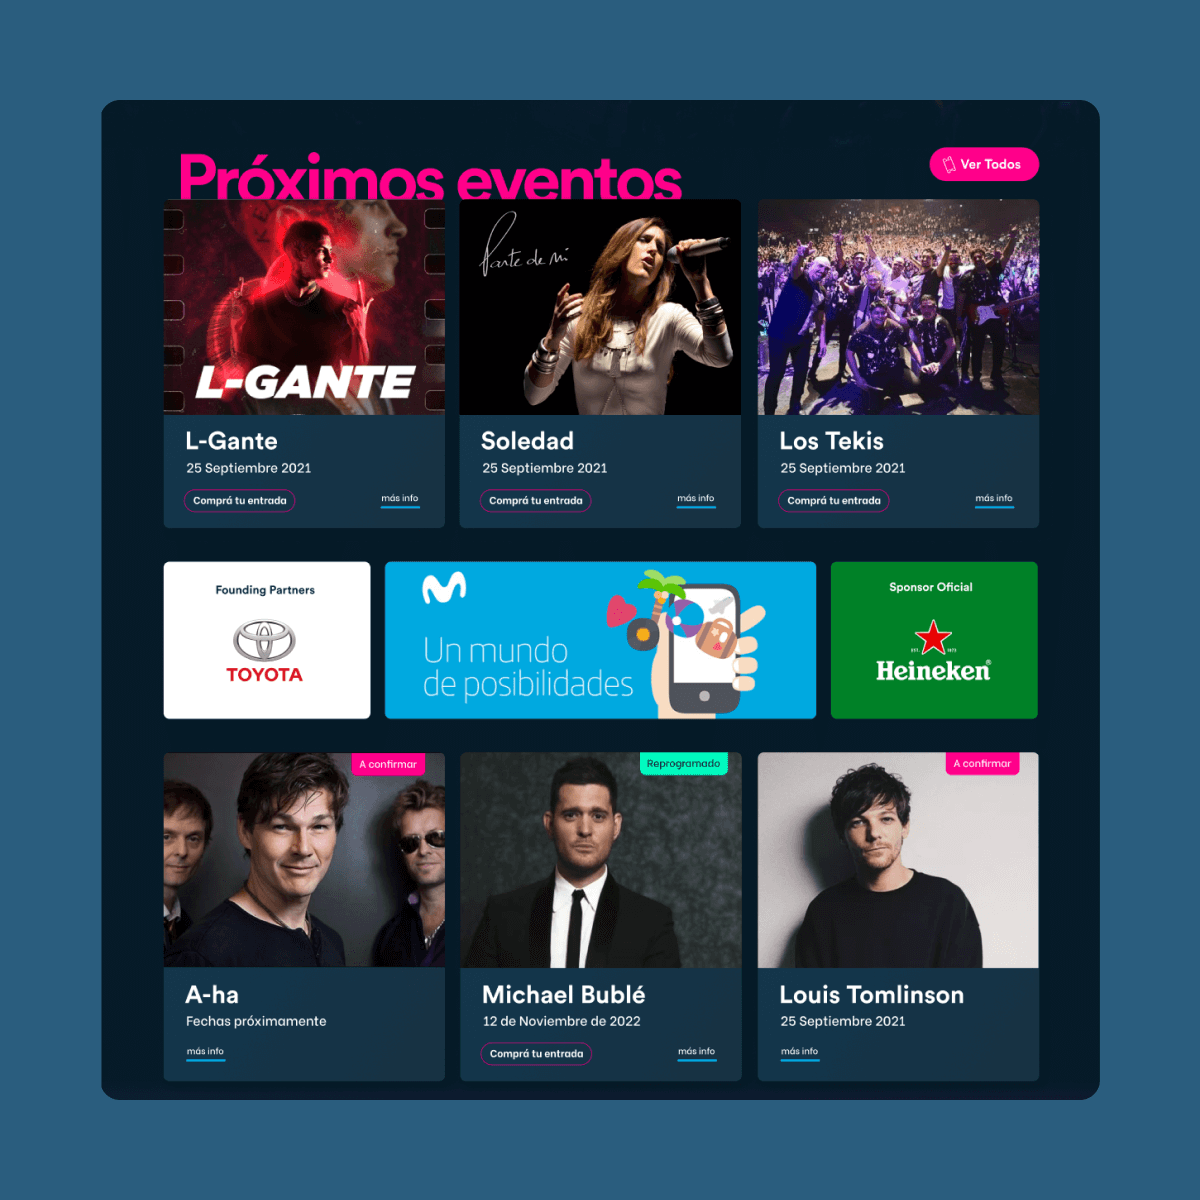 Próximos eventos
Ver Todos
Parte de mi
L-GANTE
L-Gante
25 Septiembre 2021
Comprá tu entrada
más info
Soledad
25 Septiembre 2021
Comprá tu entrada
más info
Los Tekis
25 Septiembre 2021
Comprá tu entrada
más info
Founding Partners
TOYOTA
Un mundo
de posibilidades
Sponsor Oficial
EST. 1873
Heineken®
A confirmar
A-ha
Fechas próximamente
más info
Reprogramado
Michael Bublé
12 de Noviembre de 2022
Comprá tu entrada
más info
A confirmar
Louis Tomlinson
25 Septiembre 2021
más info